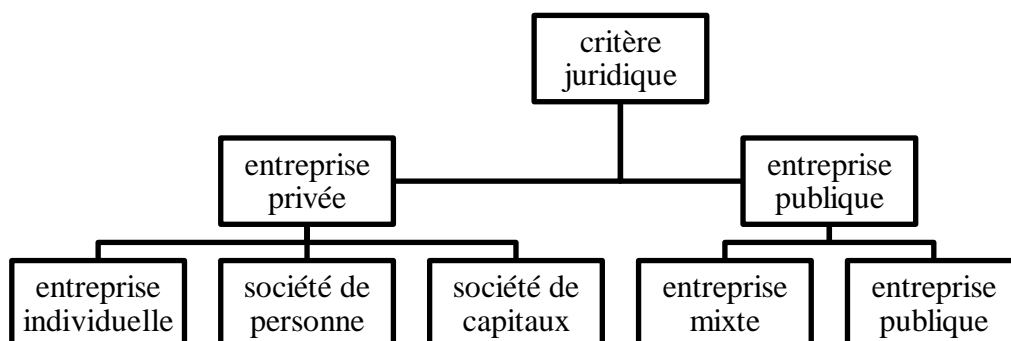 critère
juridique
entreprise
privée
entreprise
publique
entreprise
individuelle
société de
personne
société de
capitaux
entreprise
mixte
entreprise
publique